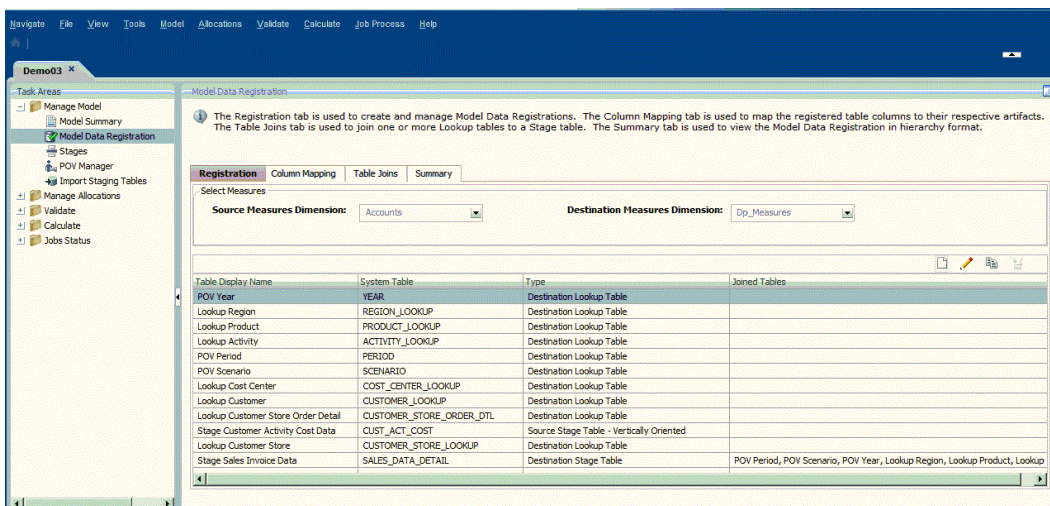 Navigate File View Tools Model Allocations Validate Calculate Job Process Help
Demo03 ×
Task Areas
Manage Model
Model Summary
Model Data Registration
Stages
POV Manager
Import Staging Tables
Manage Allocations
Validate
Calculate
Jobs Status
Model Data Registration
The Registration tab is used to create and manage Model Data Registrations. The Column Mapping tab is used to map the registered table columns to their respective artifacts.
The Table Joins tab is used to join one or more Lookup tables to a Stage table. The Summary tab is used to view the Model Data Registration in hierarchy format.
Registration Column Mapping Table Joins Summary
Select Measures
Source Measures Dimension: Accounts Destination Measures Dimension: Dp_Measures
Table Display Name System Table Type Joined Tables
POV Year YEAR Destination Lookup Table
Lookup Region REGION_LOOKUP Destination Lookup Table
Lookup Product PRODUCT_LOOKUP Destination Lookup Table
Lookup Activity ACTIVITY_LOOKUP Destination Lookup Table
POV Period PERIOD Destination Lookup Table
POV Scenario SCENARIO Destination Lookup Table
Lookup Cost Center COST_CENTER_LOOKUP Destination Lookup Table
Lookup Customer CUSTOMER_LOOKUP Destination Lookup Table
Lookup Customer Store Order Detail CUSTOMER_STORE_ORDER_DTL Destination Lookup Table
Stage Customer Activity Cost Data CUST_ACT_COST Source Stage Table - Vertically Oriented
Lookup Customer Store CUSTOMER_STORE_LOOKUP Destination Lookup Table
Stage Sales Invoice Data SALES_DATA_DETAIL Destination Stage Table POV Period, POV Scenario, POV Year, Lookup Region, Lookup Product, Lookup